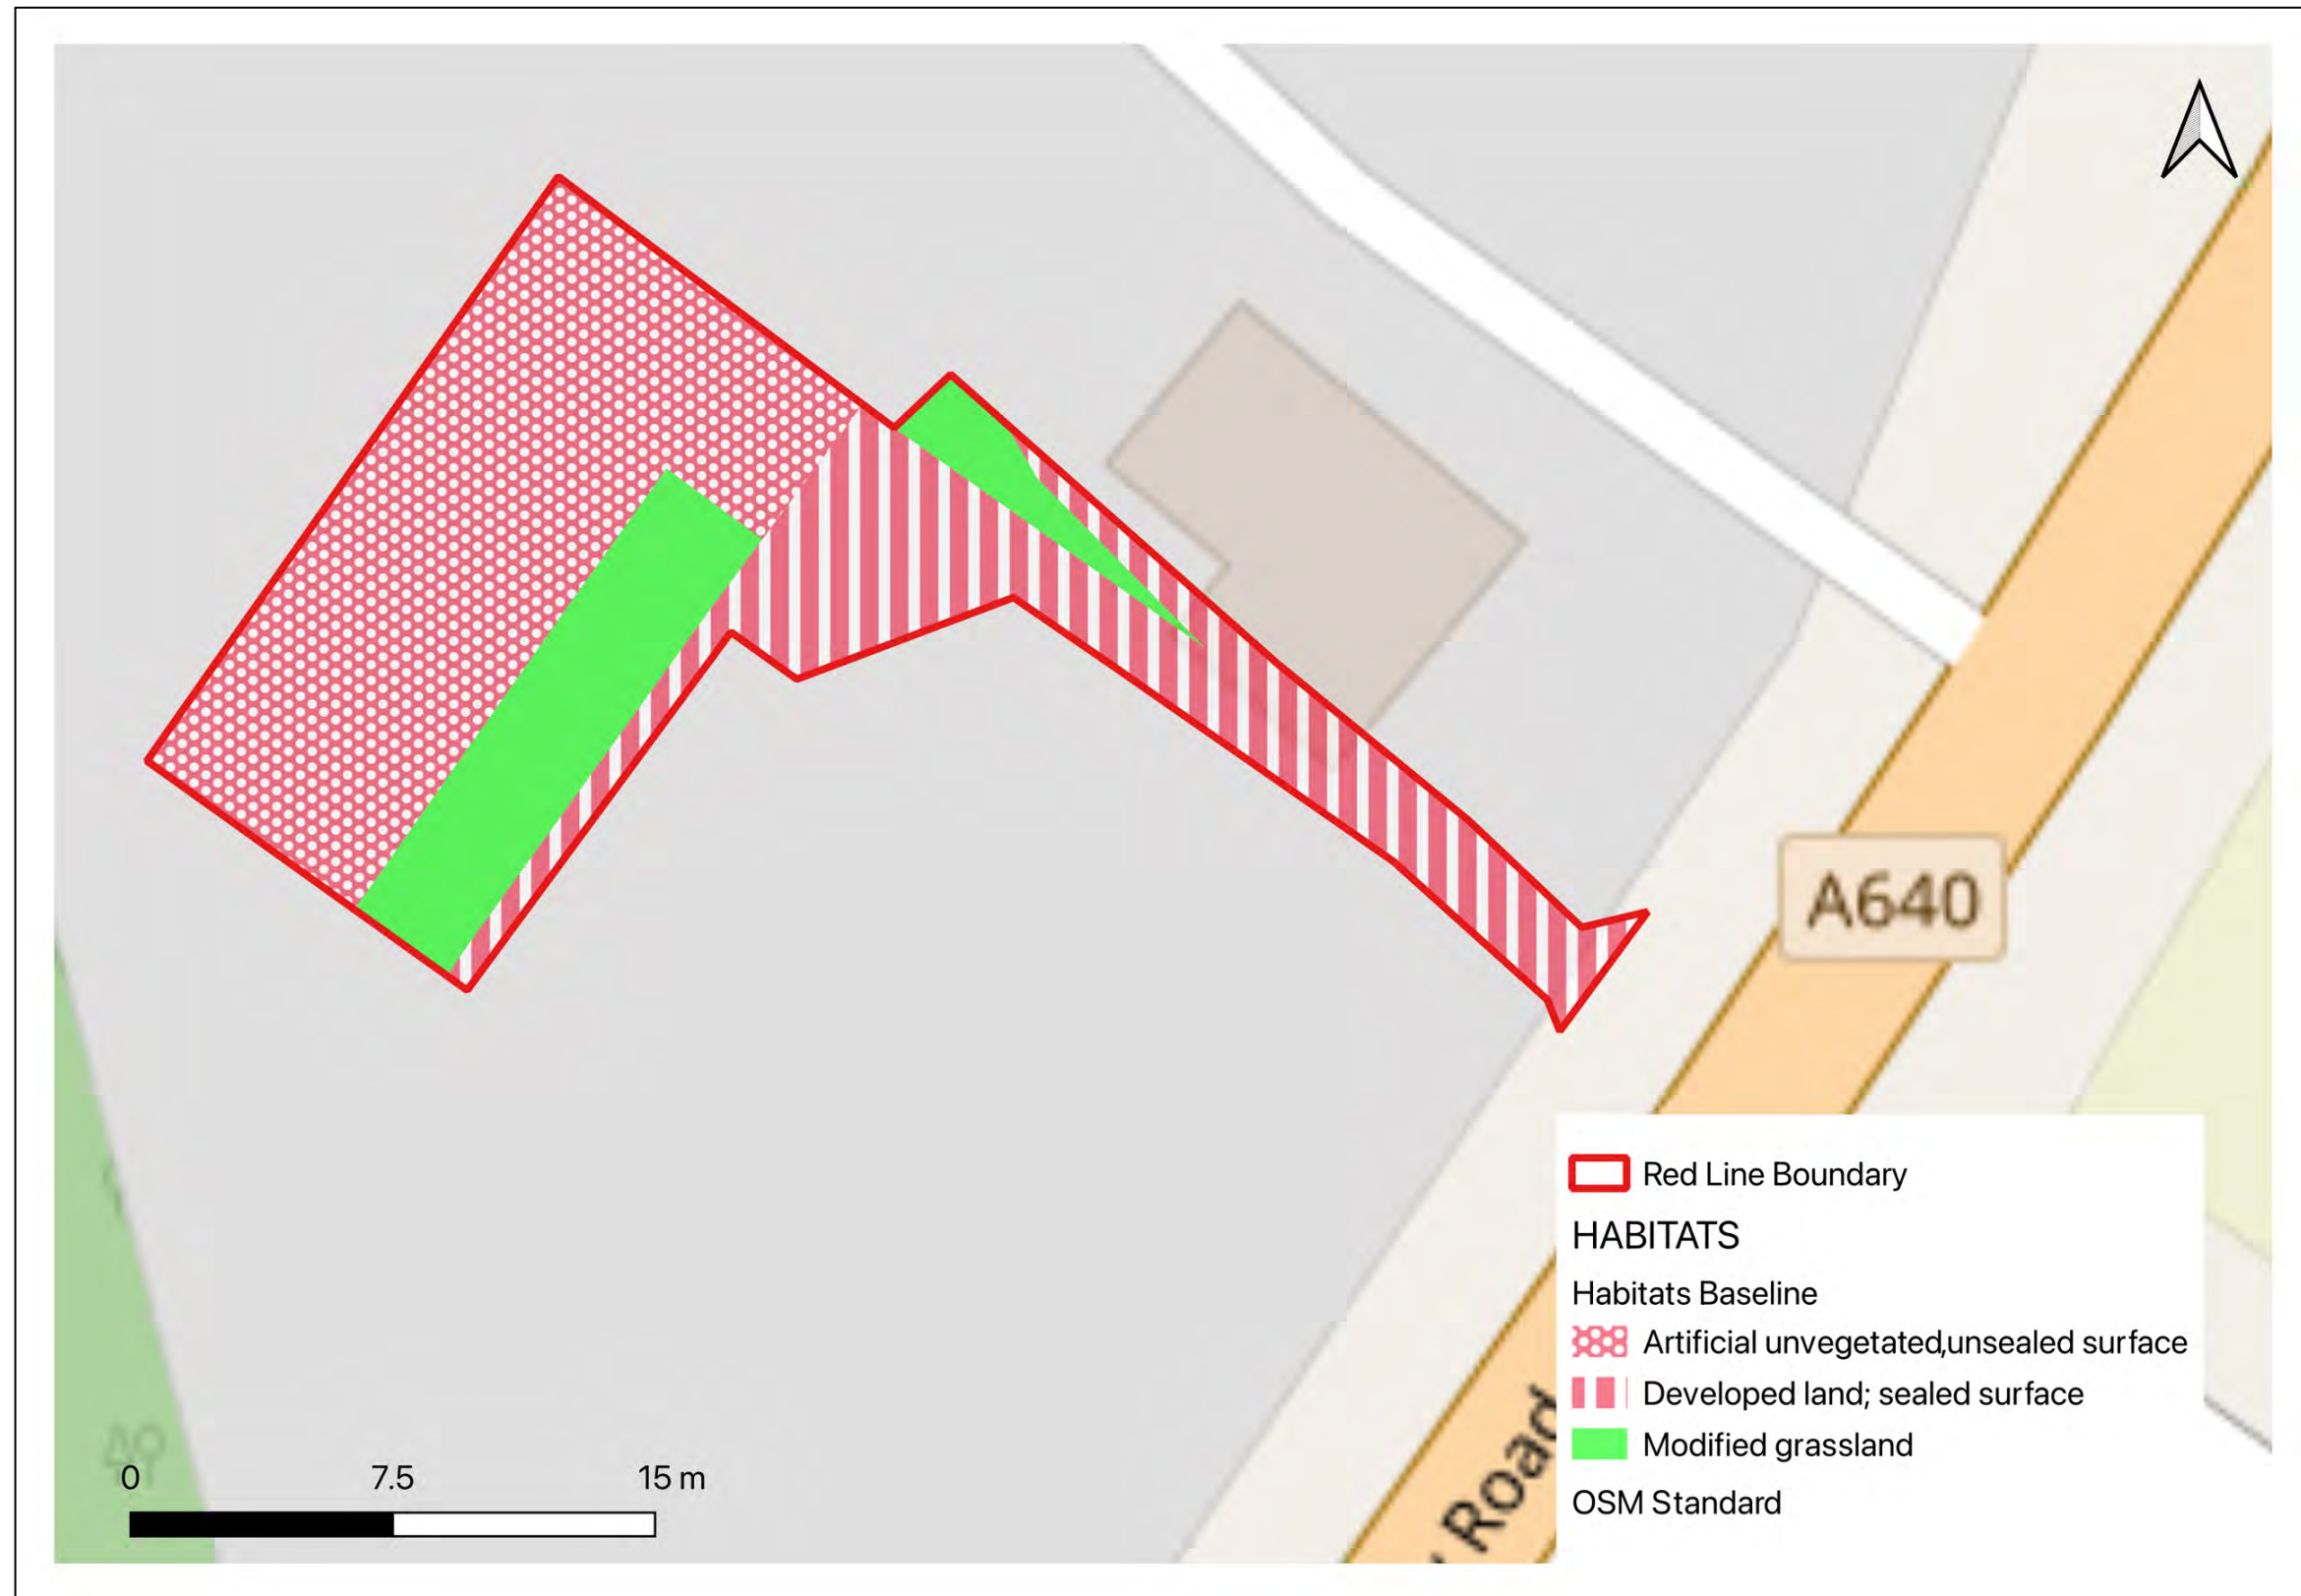 A640
Road
Red Line Boundary
HABITATS
Habitats Baseline
Artificial unvegetated,unsealed surface
Developed land; sealed surface
Modified grassland
OSM Standard
0 7.5 15 m